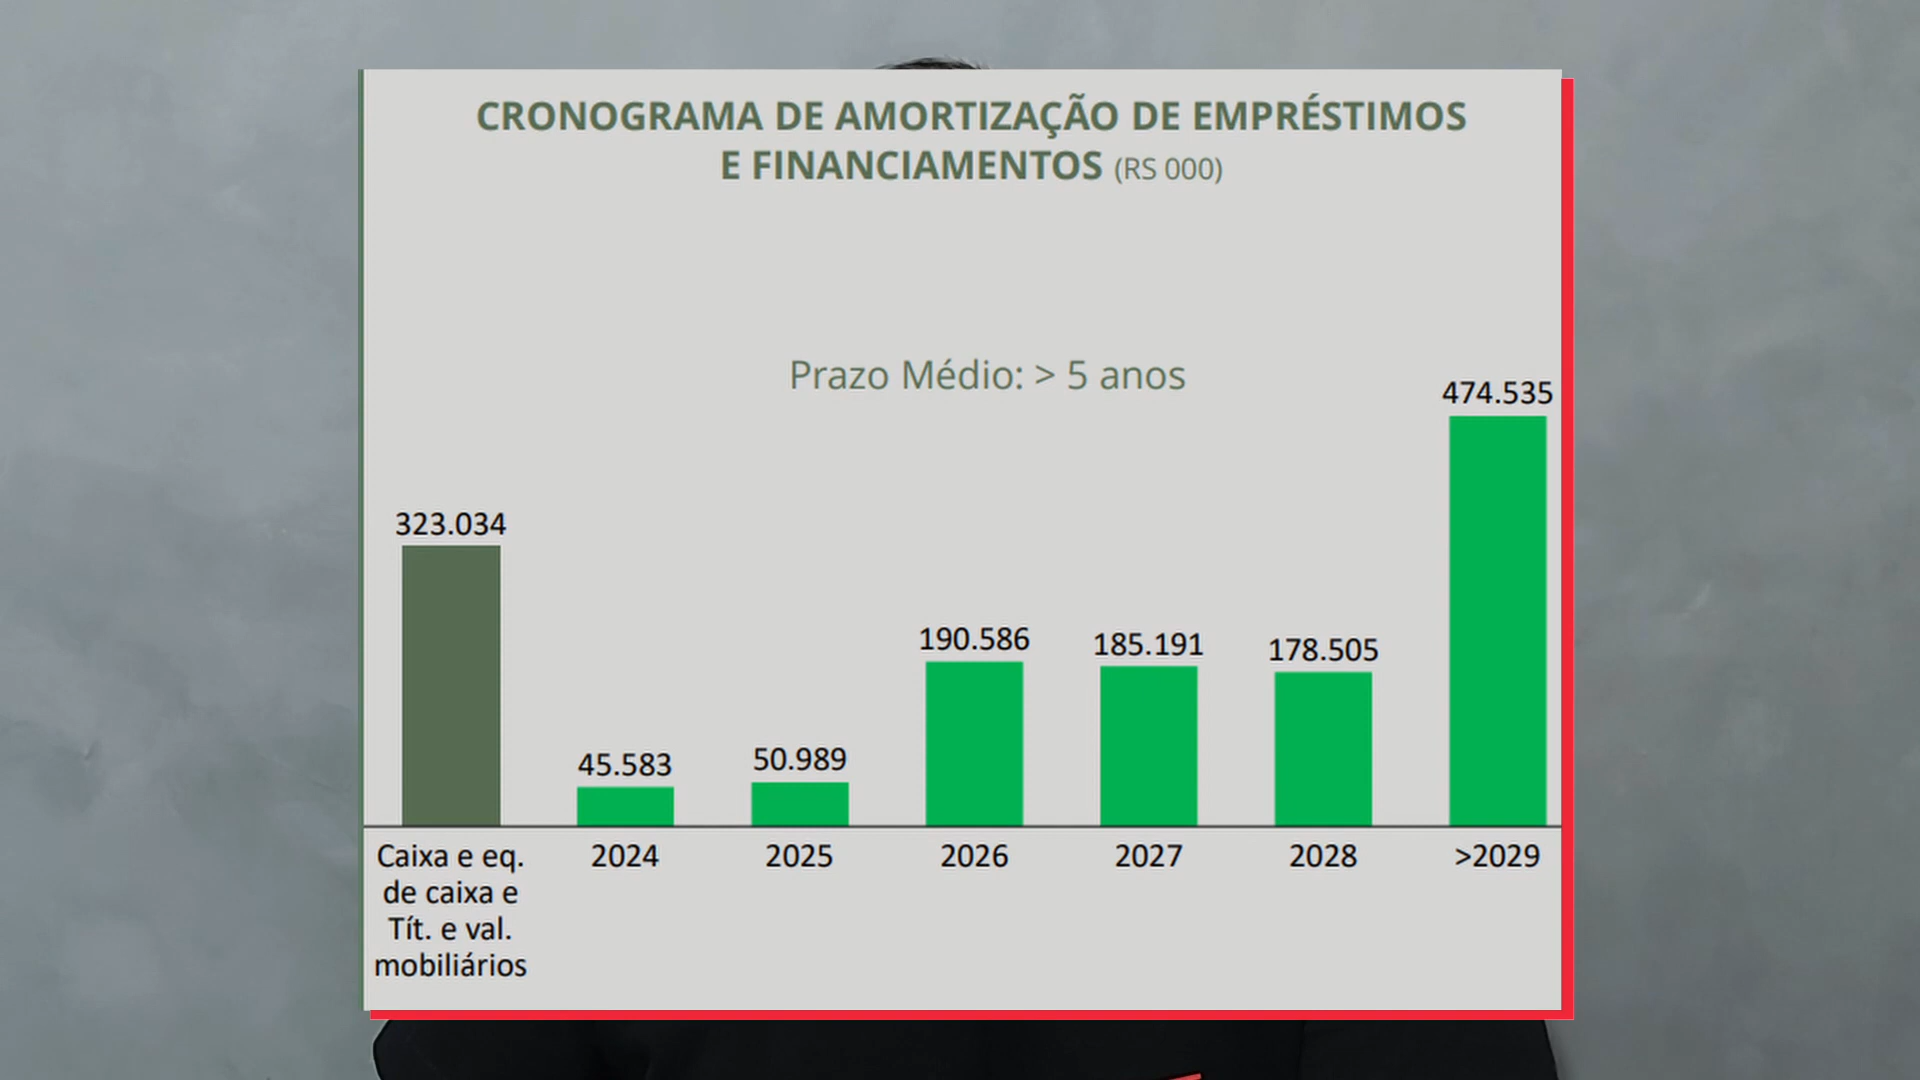 CRONOGRAMA DE AMORTIZAÇÃO DE EMPRÉSTIMOS
E FINANCIAMENTOS (RS 000)
Prazo Médio: > 5 anos
474.535
323.034
190.586
185.191
178.505
45.583
50.989
Caixa e eq.
de caixa e
Tít. e val.
mobiliários
2024
2025
2026
2027
2028
>2029